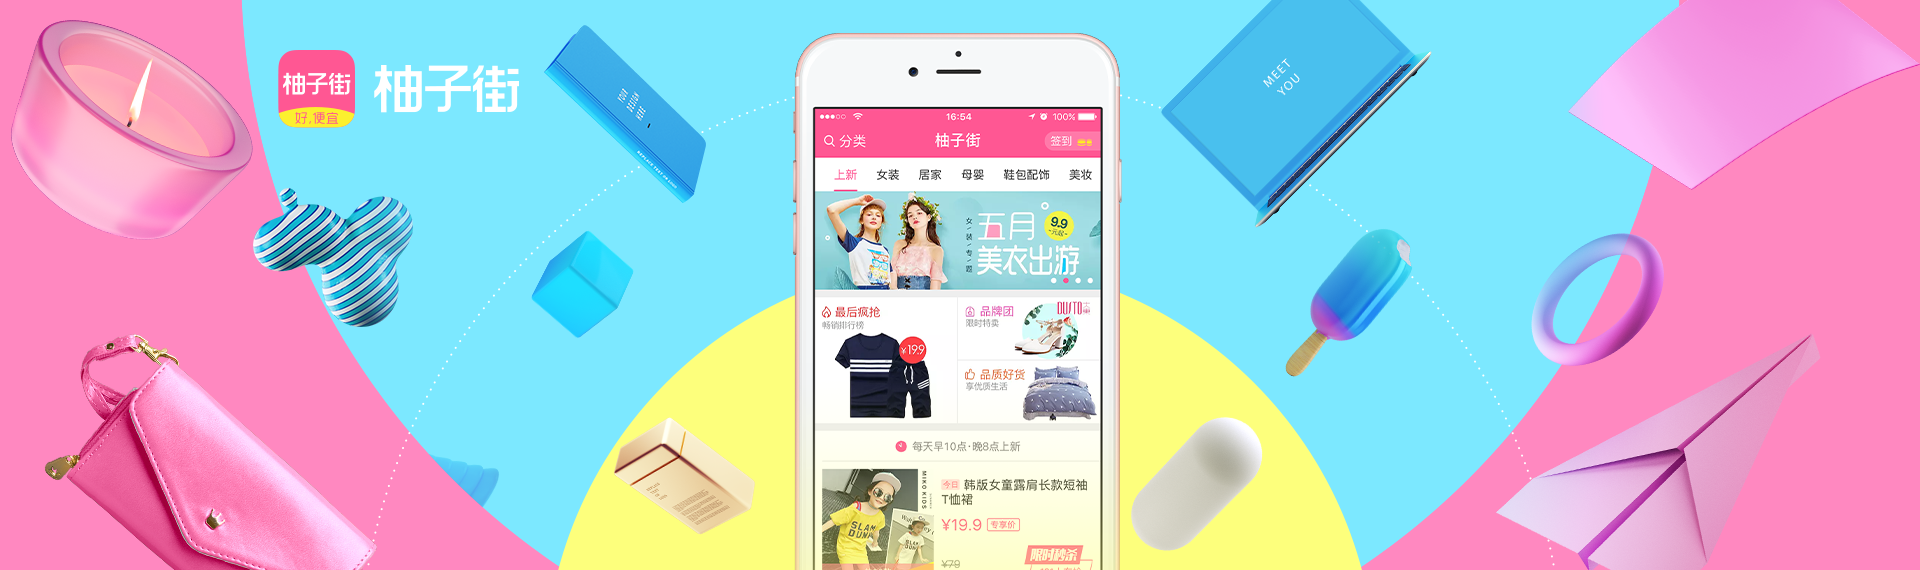 柚子街
好,便宜
柚子街
MEET
YOU
16:54
100%
分类
柚子街
签到
上新
女装
居家
母婴
鞋包配饰
美妆
女装专题
五月
美衣出游
9.9
元起
最后疯抢
畅销排行榜
¥19.9
品牌团
限时特卖
品质好货
享优质生活
每天早10点·晚8点上新
MIKO KIDS
SLAM
DUNK
今日 韩版女童露肩长款短袖
T恤裙
¥19.9 专享价
¥79
限时秒杀